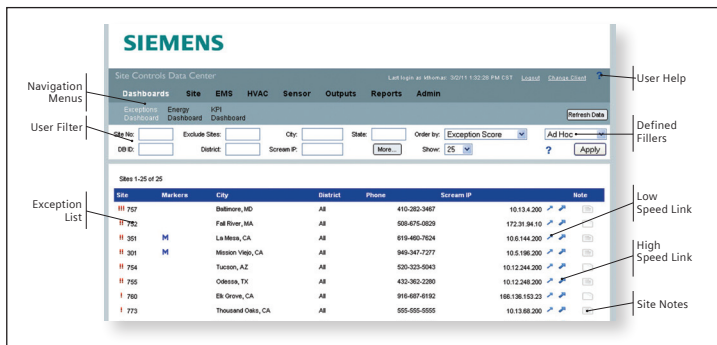 SIEMENS
Site Controls Data Center
Last login as kthomas: 3/2/11 1:32:28 PM CST Logout Change Client ?
User Help
Dashboards Site EMS HVAC Sensor Outputs Reports Admin
Navigation Menus
Exceptions Dashboard
Energy Dashboard
KPI Dashboard
Refresh Data
User Filter
Site No: Exclude Sites: City: State: Order by: Exception Score Ad Hoc
Defined Fillers
DB ID: District: Scream IP: More... Show: 25 ? Apply
Sites 1-25 of 25
Site Markers City District Phone Scream IP Note
Exception List
!!! 757 Baltimore, MD All 410-282-3467 10.13.4.200
!! 752 Fall River, MA All 508-675-0829 172.31.94.10
Low Speed Link
!! 351 M La Mesa, CA All 619-460-7624 10.6.144.200
!! 301 M Mission Viejo, CA All 949-347-7277 10.5.196.200
High Speed Link
!! 754 Tucson, AZ All 520-323-5043 10.12.244.200
!! 755 Odessa, TX All 432-362-2280 10.12.248.200
! 760 Elk Grove, CA All 916-687-6192 166.136.153.23
! 773 Thousand Oaks, CA All 555-555-5555 10.13.68.200
Site Notes